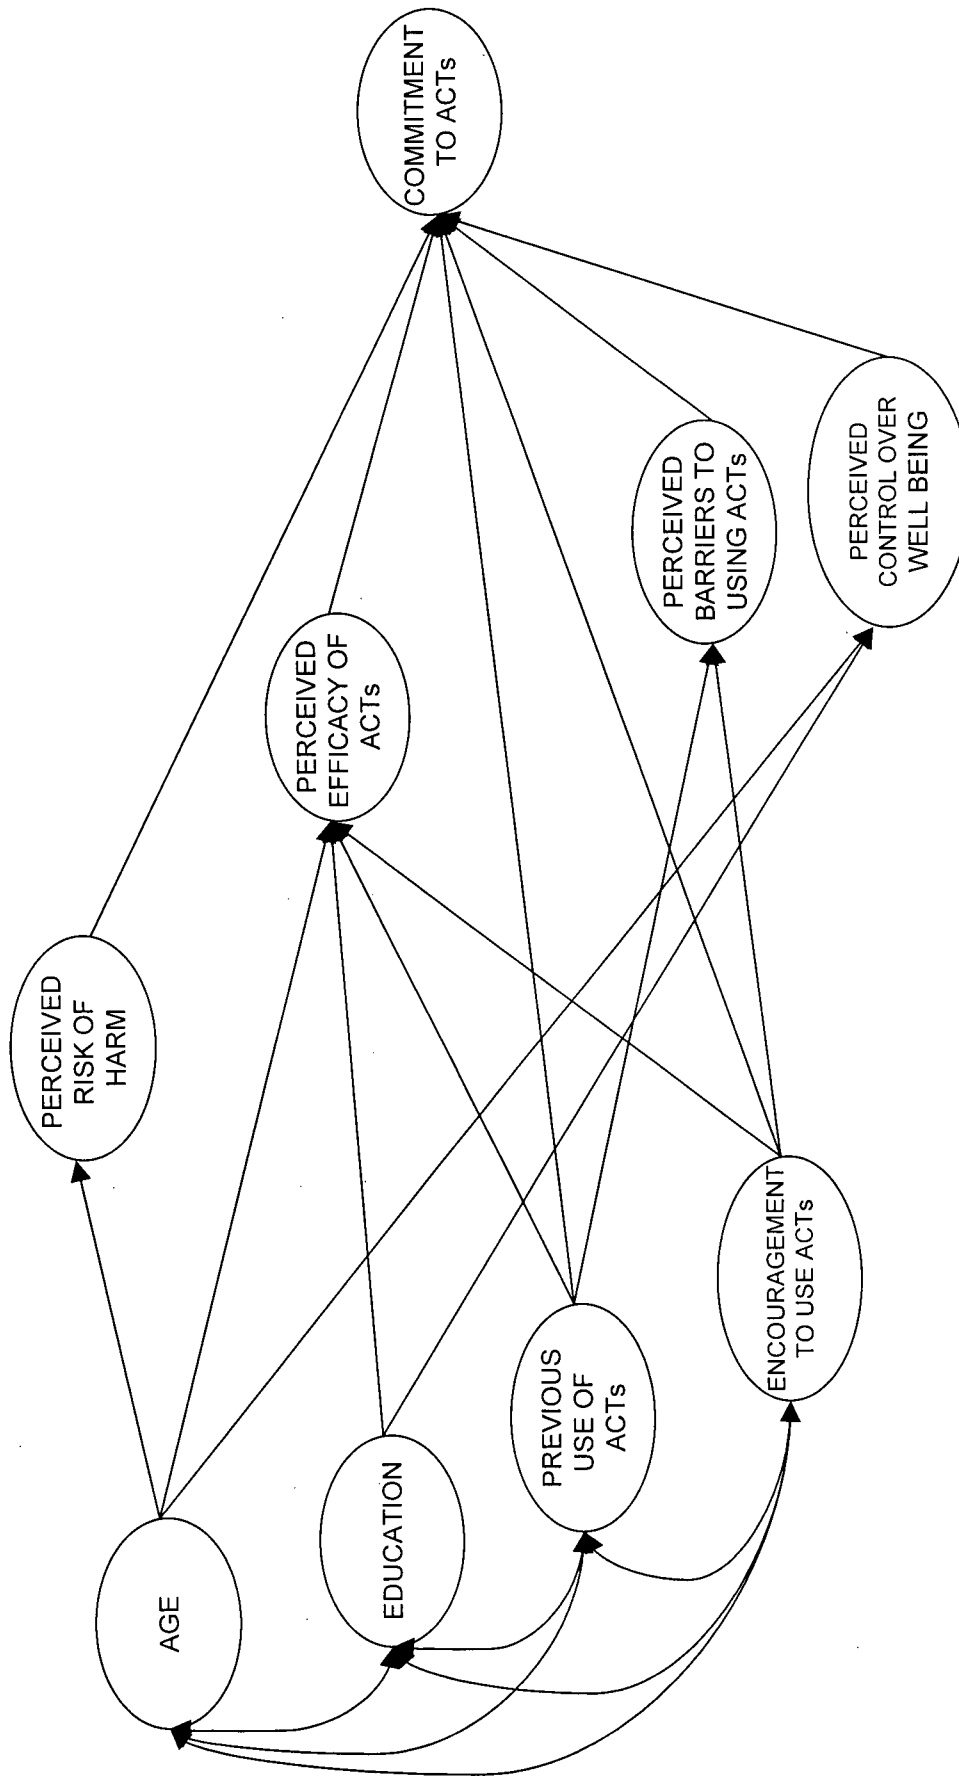 AGE
EDUCATION
PREVIOUS
USE OF
ACTs
ENCOURAGEMENT
TO USE ACTs
PERCEIVED
RISK OF
HARM
PERCEIVED
EFFICACY OF
ACTs
PERCEIVED
BARRIERS TO
USING ACTs
PERCEIVED
CONTROL OVER
WELL BEING
COMMITMENT
TO ACTs